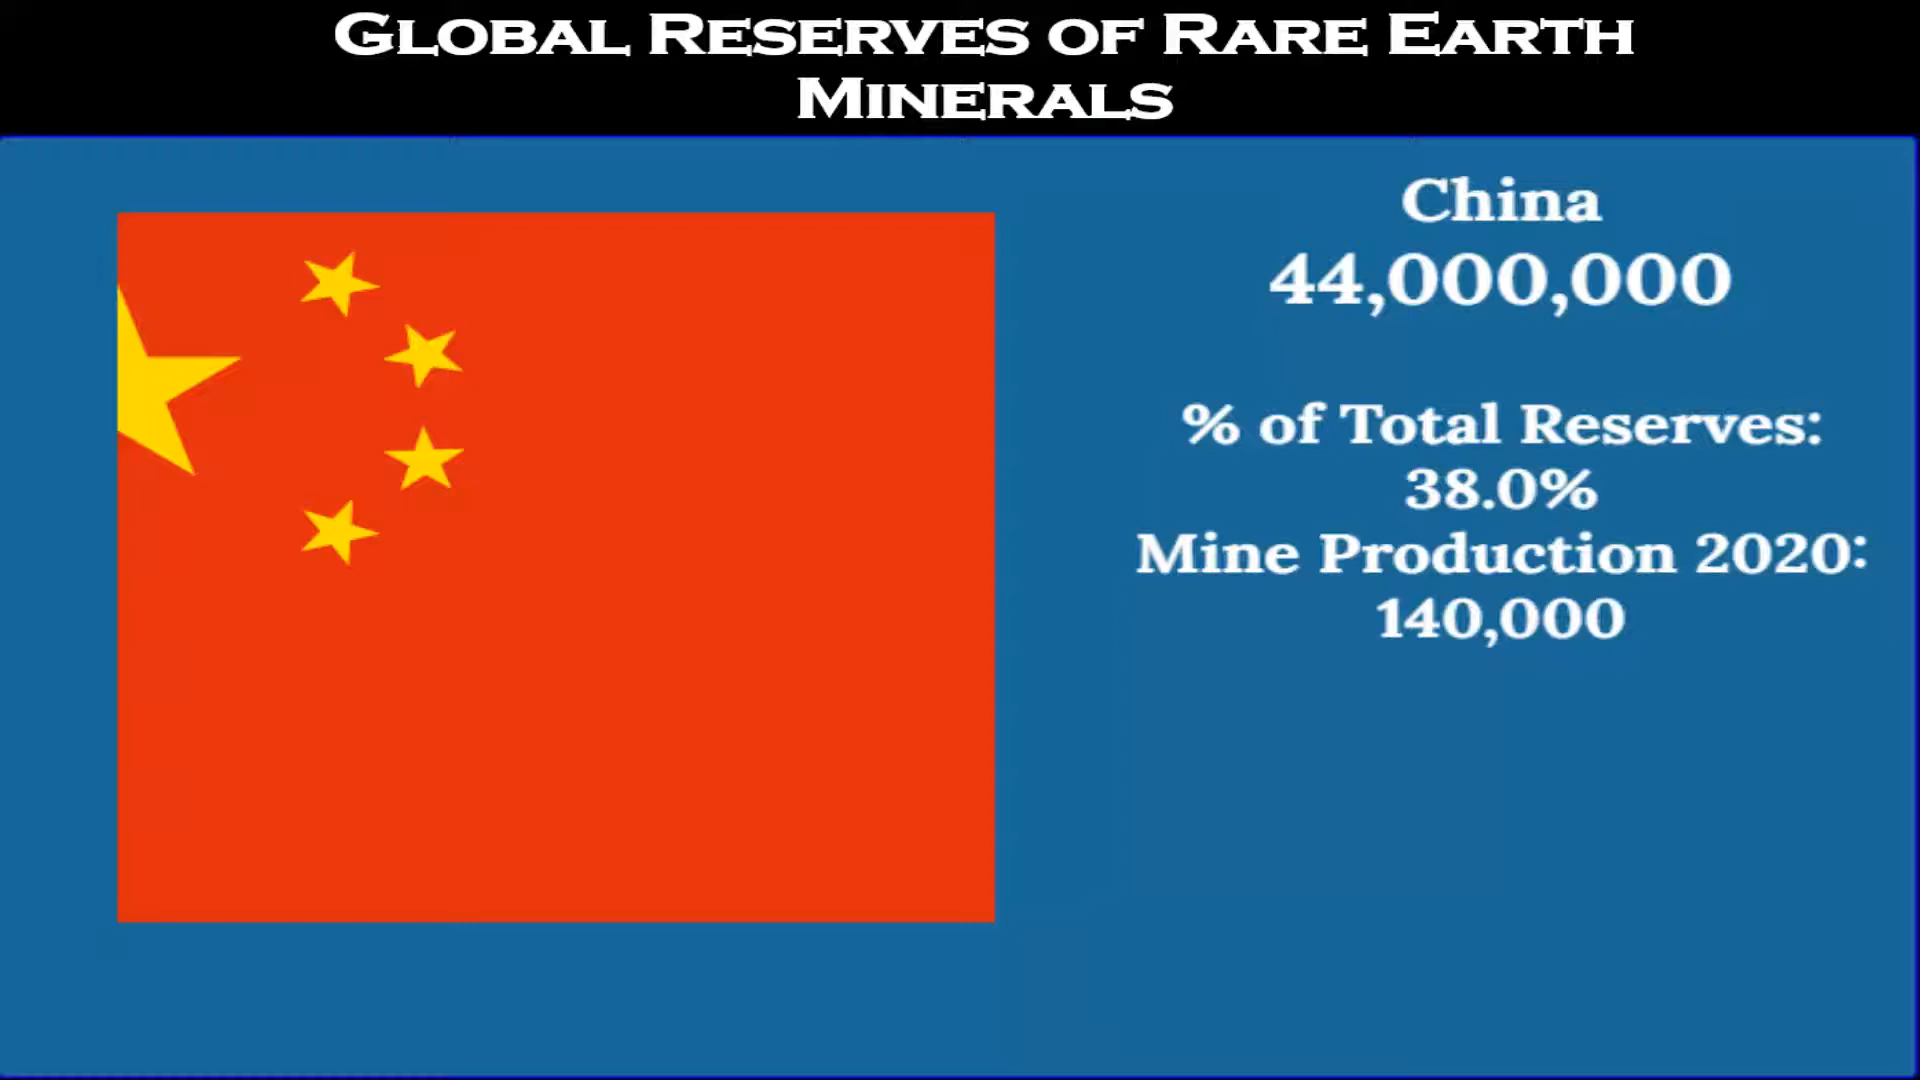 GLOBAL RESERVES OF RARE EARTH
MINERALS
China
44,000,000
% of Total Reserves:
38.0%
Mine Production 2020:
140,000